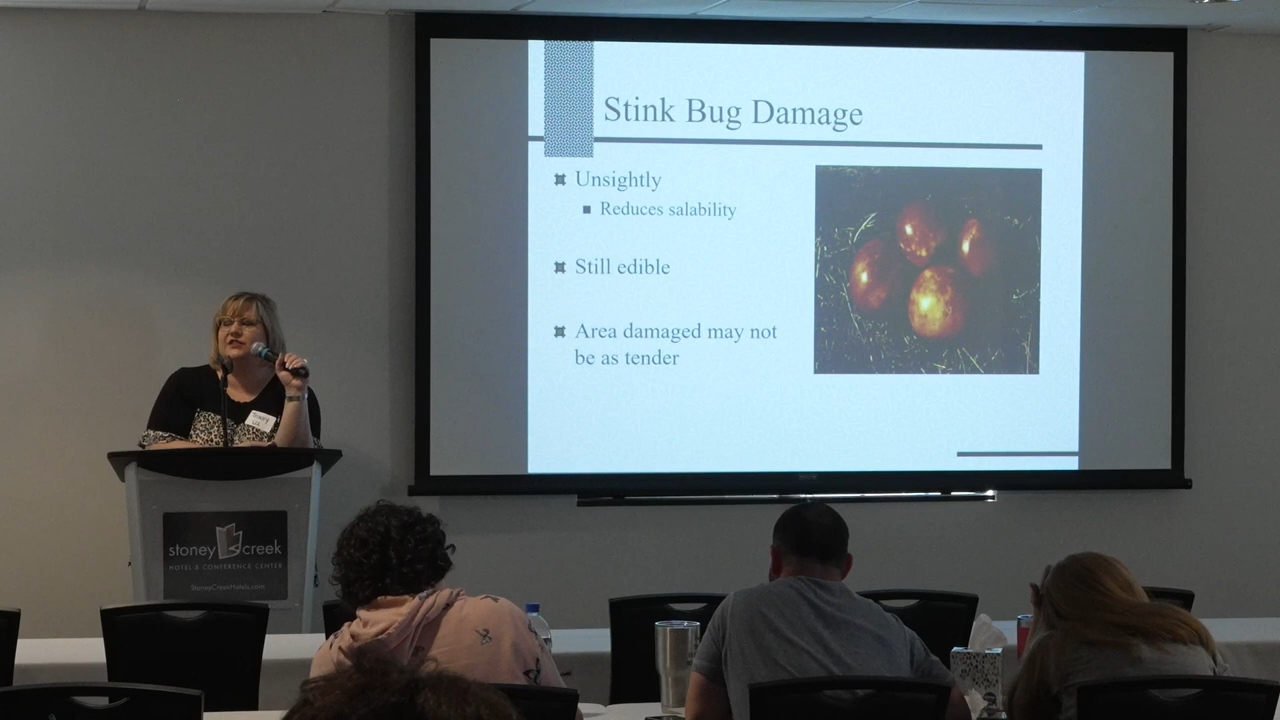 Stink Bug Damage
Unsightly
Reduces salability
Still edible
Area damaged may not
be as tender
stoney creek
HOTEL & CONFERENCE CENTER
StoneyCreekHotels.com